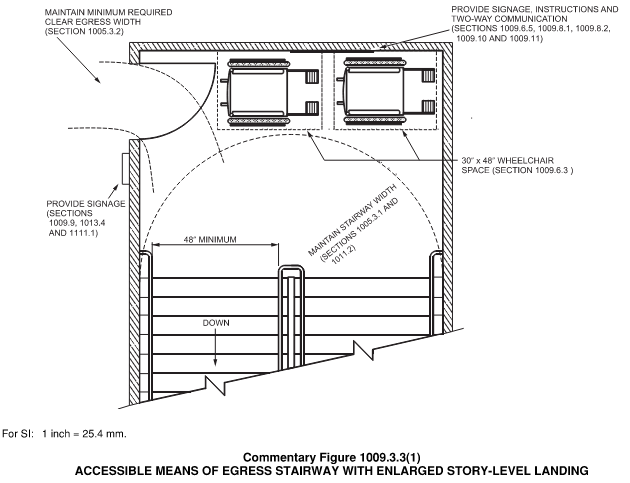 MAINTAIN MINIMUM REQUIRED
CLEAR EGRESS WIDTH
(SECTION 1005.3.2)
PROVIDE SIGNAGE, INSTRUCTIONS AND
TWO-WAY COMMUNICATION
(SECTIONS 1009.6.5, 1009.8.1, 1009.8.2,
1009.10 AND 1009.11)
30" x 48" WHEELCHAIR
SPACE (SECTION 1009.6.3 )
PROVIDE SIGNAGE
(SECTIONS
1009.9, 1013.4
AND 1111.1)
MAINTAIN STAIRWAY WIDTH
(SECTIONS 1005.3.1 AND
1011.2)
48" MINIMUM
DOWN
For SI: 1 inch = 25.4 mm.
Commentary Figure 1009.3.3(1)
ACCESSIBLE MEANS OF EGRESS STAIRWAY WITH ENLARGED STORY-LEVEL LANDING